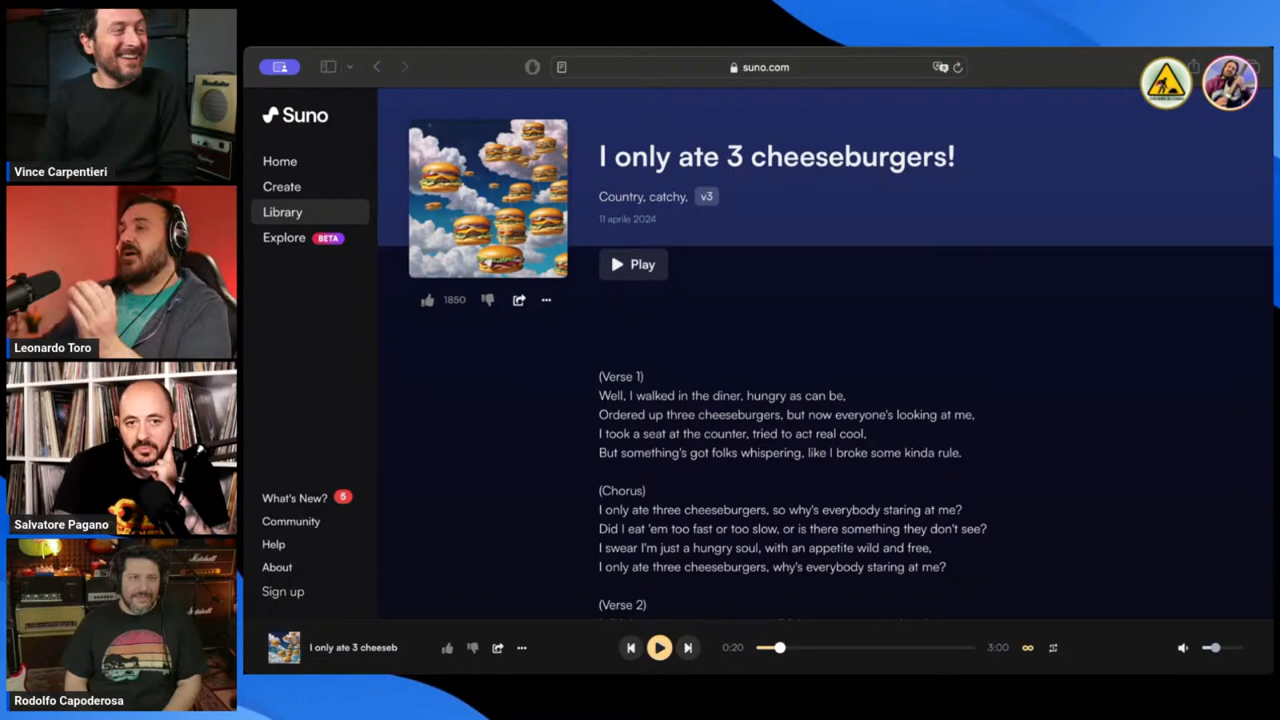 Vince Carpentieri
Leonardo Toro
Salvatore Pagano
Rodolfo Capoderosa
suno.com
Suno
Home
Create
Library
Explore BETA
What's New? 5
Community
Help
About
Sign up
I only ate 3 cheeseburgers!
Country, catchy, v3
11 aprile 2024
Play
1850
(Verse 1)
Well, I walked in the diner, hungry as can be,
Ordered up three cheeseburgers, but now everyone's looking at me,
I took a seat at the counter, tried to act real cool,
But something's got folks whispering, like I broke some kinda rule.
(Chorus)
I only ate three cheeseburgers, so why's everybody staring at me?
Did I eat 'em too fast or too slow, or is there something they don't see?
I swear I'm just a hungry soul, with an appetite wild and free,
I only ate three cheeseburgers, why's everybody staring at me?
(Verse 2)
I only ate 3 cheeseb
0:20
3:00
Marshall